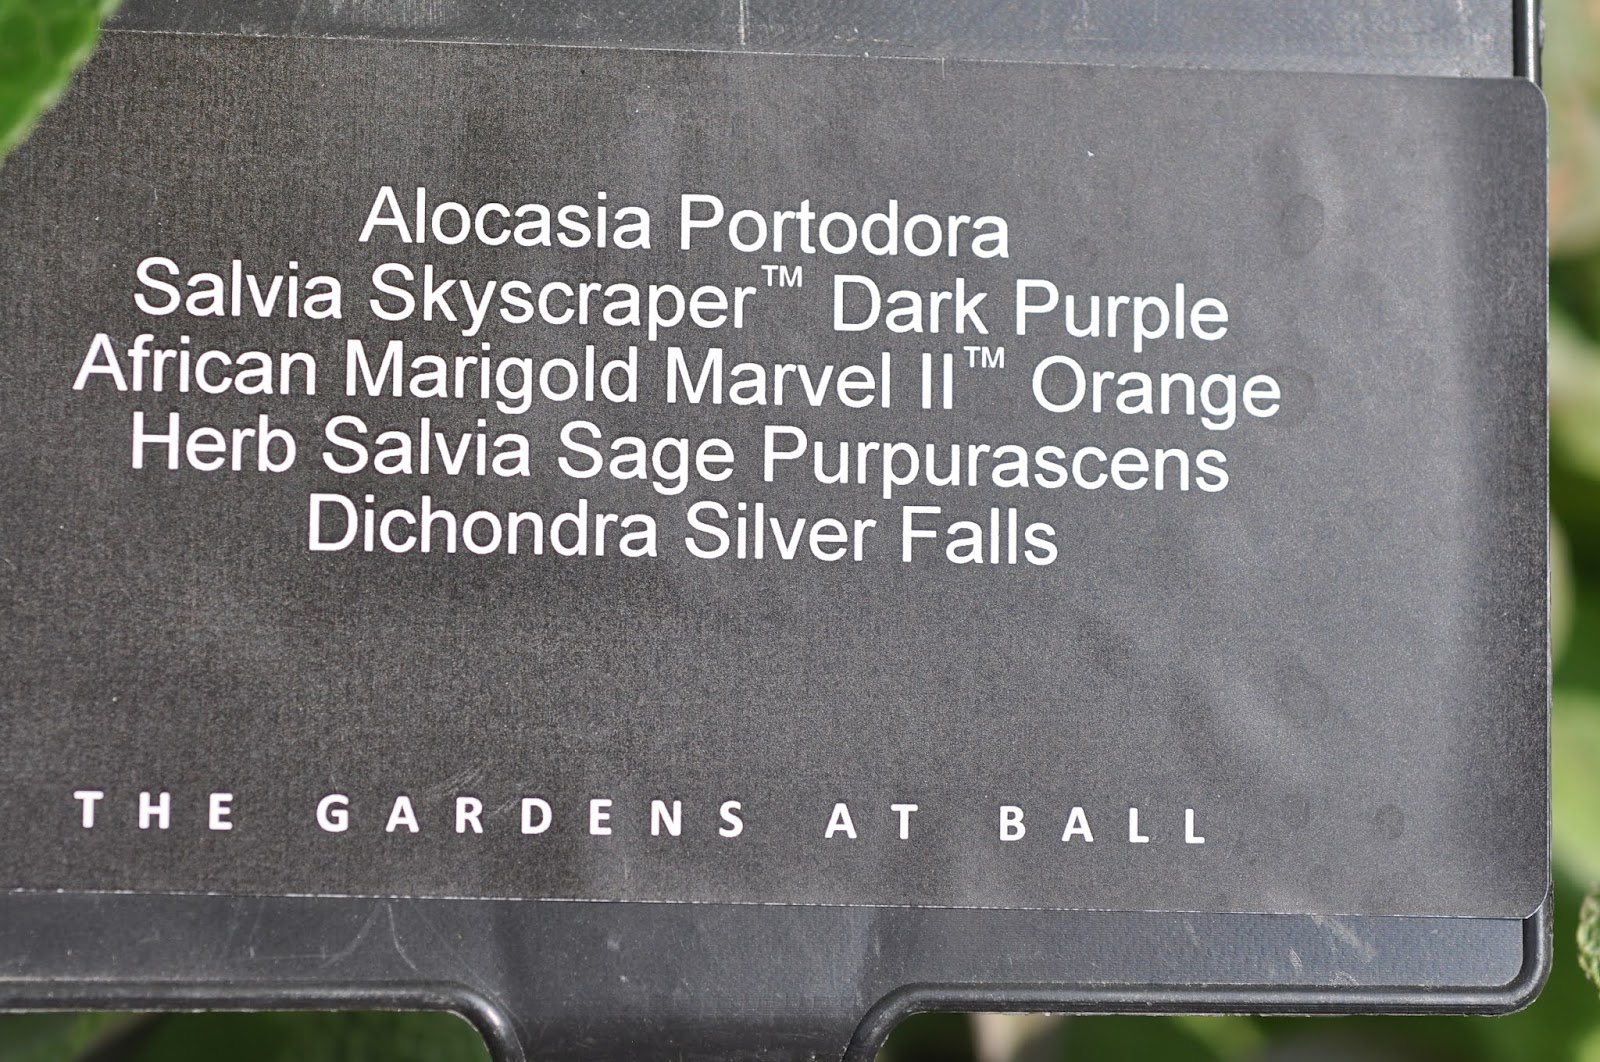 Alocasia Portodora
Salvia Skyscraper™ Dark Purple
African Marigold Marvel II™ Orange
Herb Salvia Sage Purpurascens
Dichondra Silver Falls
THE GARDENS AT BALL